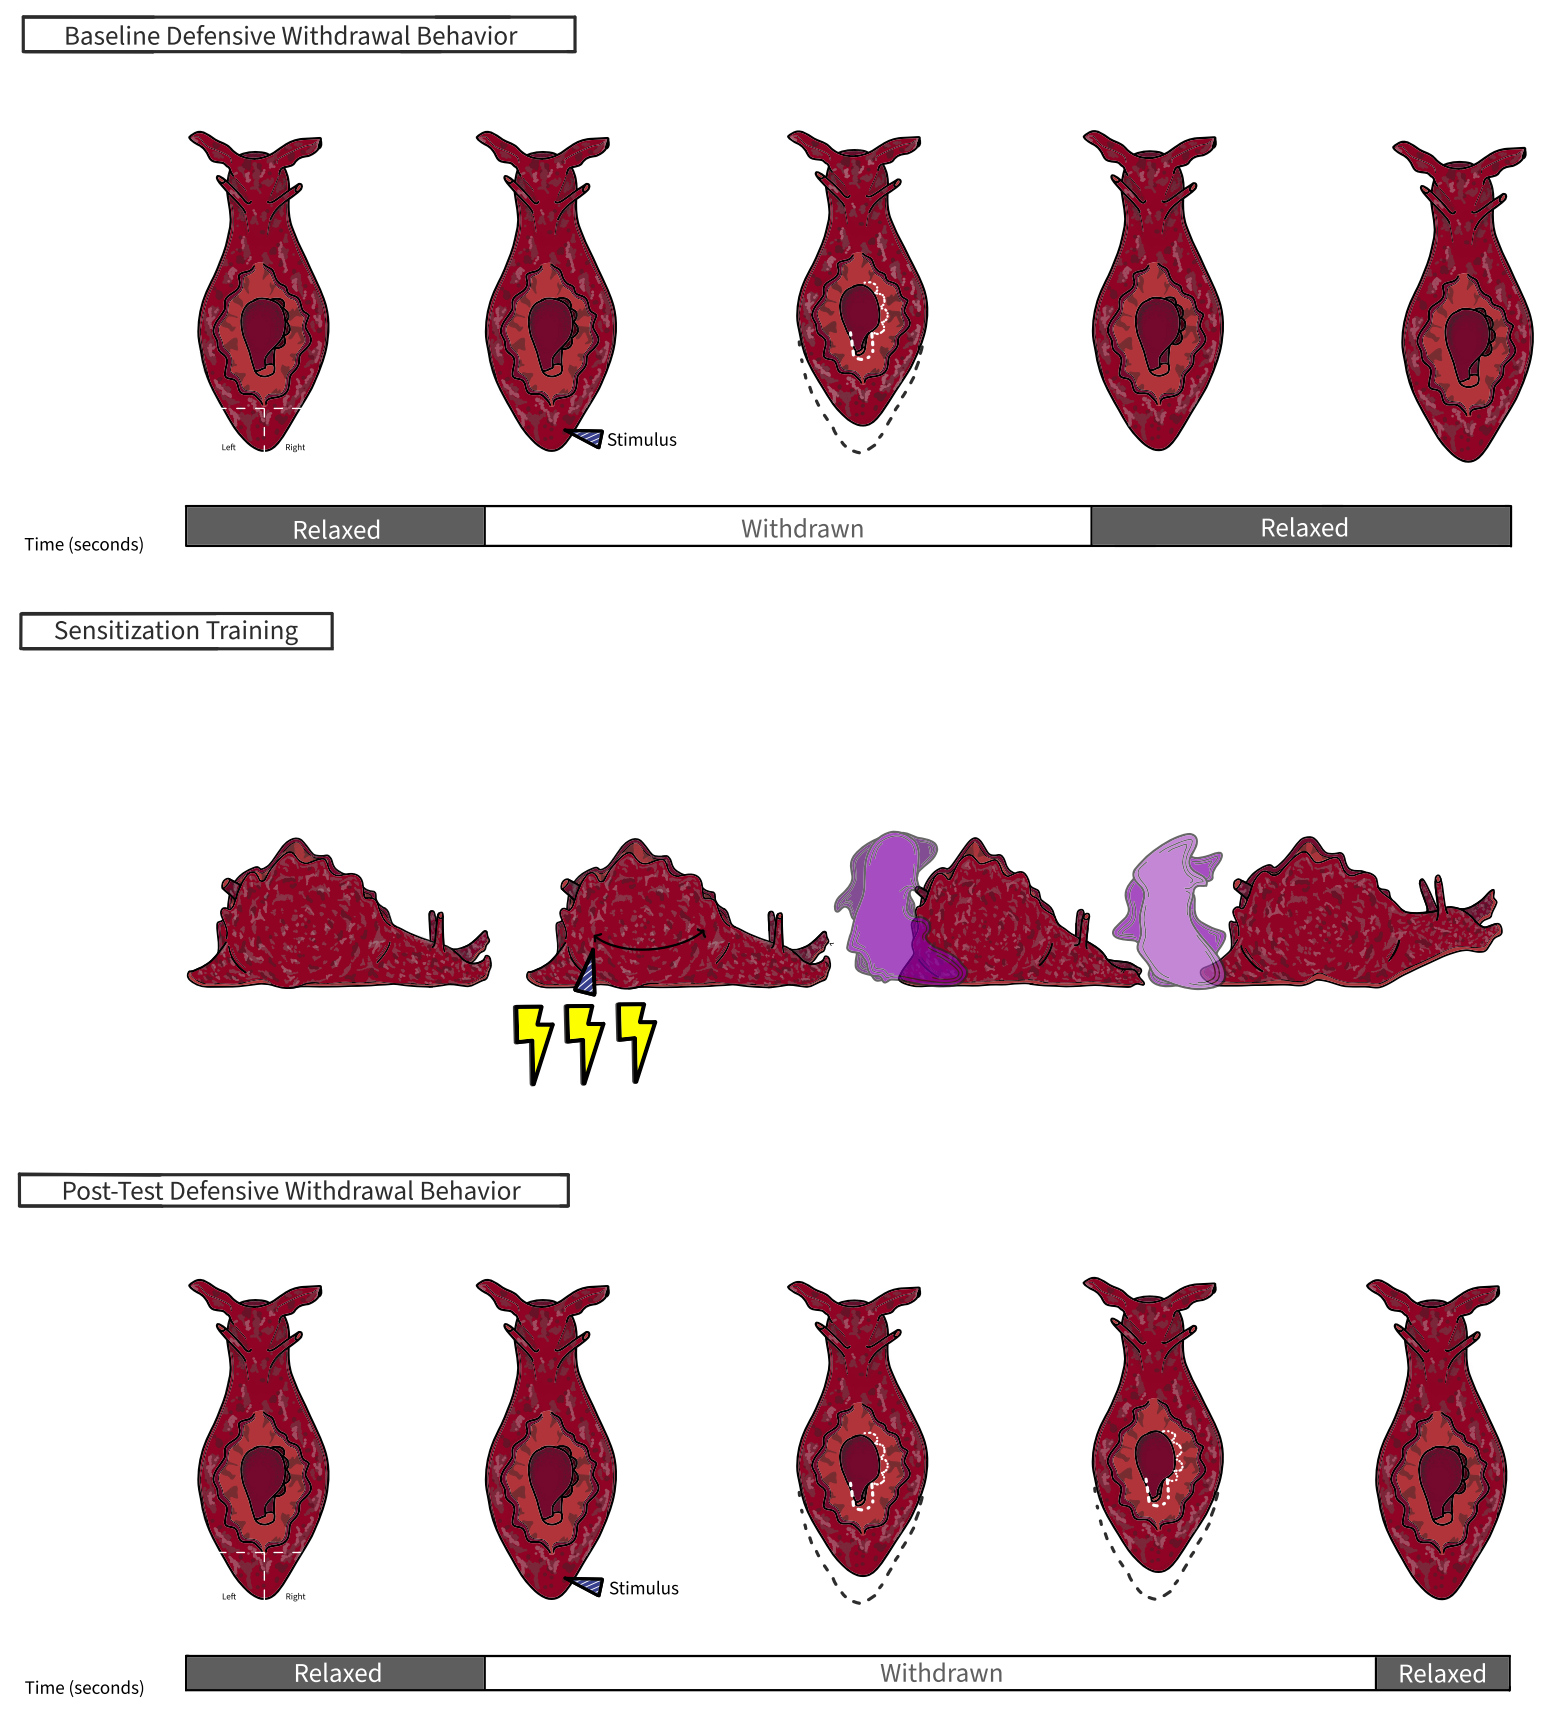 Baseline Defensive Withdrawal Behavior
Left Right
Stimulus
Relaxed Withdrawn Relaxed
Time (seconds)
Sensitization Training
Post-Test Defensive Withdrawal Behavior
Left Right
Stimulus
Relaxed Withdrawn Relaxed
Time (seconds)